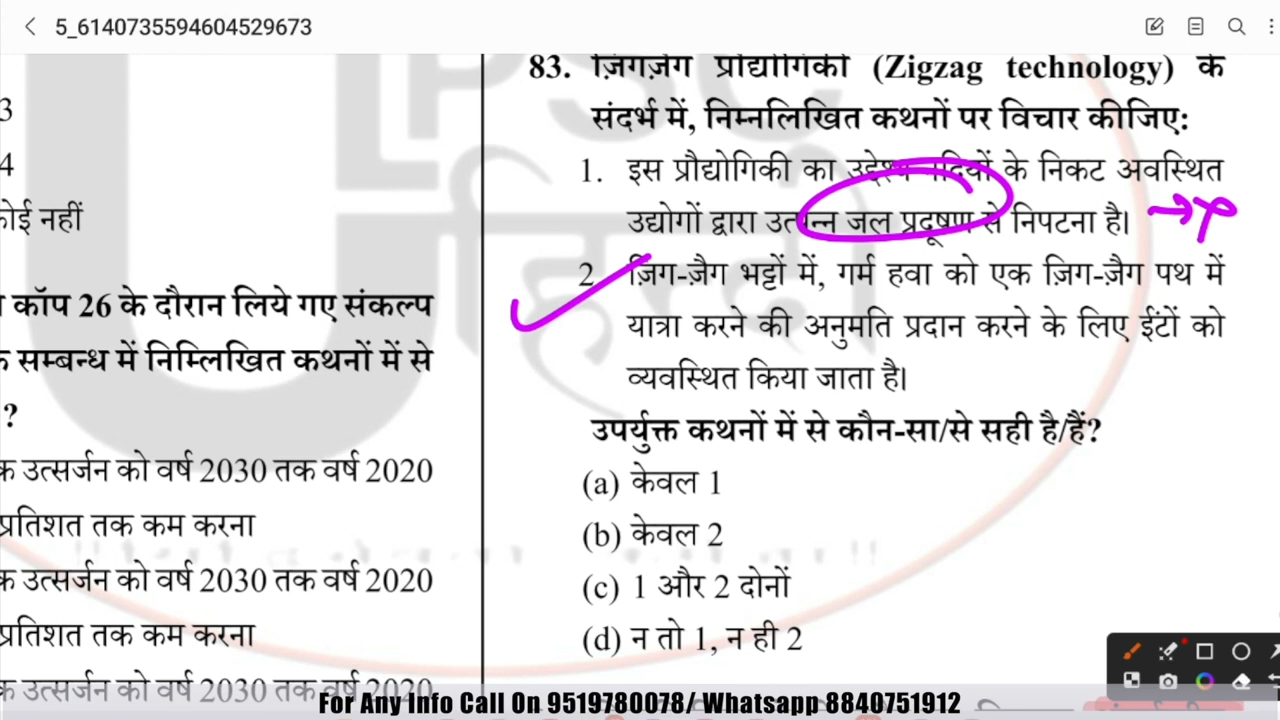 5_6140735594604529673
3
4
कोई नहीं
कॉप 26 के दौरान लिये गए संकल्प
सम्बन्ध में निम्लिखित कथनों में से
?
उत्सर्जन को वर्ष 2030 तक वर्ष 2020
प्रतिशत तक कम करना
उत्सर्जन को वर्ष 2030 तक वर्ष 2020
प्रतिशत तक कम करना
उत्सर्जन को वर्ष 2030 तक वर्ष 2020
83. ज़िगज़ैग प्रौद्योगिकी (Zigzag technology) के
संदर्भ में, निम्नलिखित कथनों पर विचार कीजिए:
1. इस प्रौद्योगिकी का उद्देश्य नदियों के निकट अवस्थित
उद्योगों द्वारा उत्पन्न जल प्रदूषण से निपटना है।
2. ज़िग-ज़ैग भट्टों में, गर्म हवा को एक ज़िग-ज़ैग पथ में
यात्रा करने की अनुमति प्रदान करने के लिए ईंटों को
व्यवस्थित किया जाता है।
उपर्युक्त कथनों में से कौन-सा/से सही है/हैं?
(a) केवल 1
(b) केवल 2
(c) 1 और 2 दोनों
(d) न तो 1, न ही 2
For Any Info Call On 9519780078/ Whatsapp 8840751912